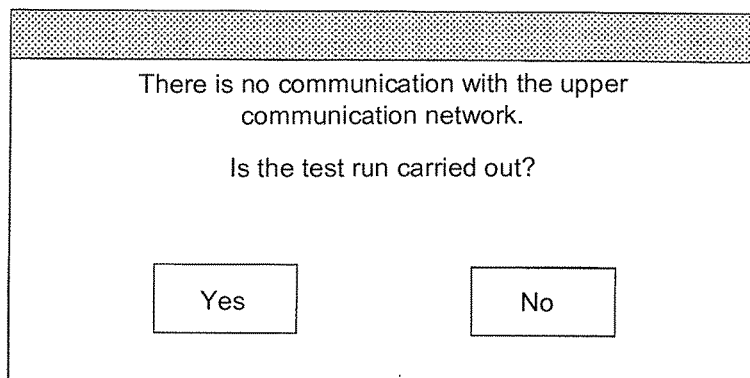 There is no communication with the upper
communication network.
Is the test run carried out?
Yes
No